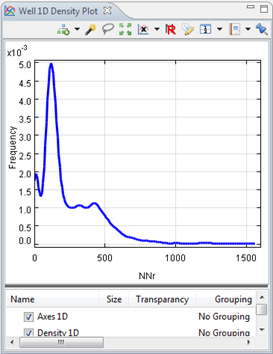 Well 1D Density Plot
x10-3
5.0
4.5
4.0
3.5
3.0
2.5
2.0
1.5
1.0
0.5
0.0
Frequency
0 500 1000 1500
NNr
Name Size Transparancy Grouping
Axes 1D No Grouping
Density 1D No Grouping